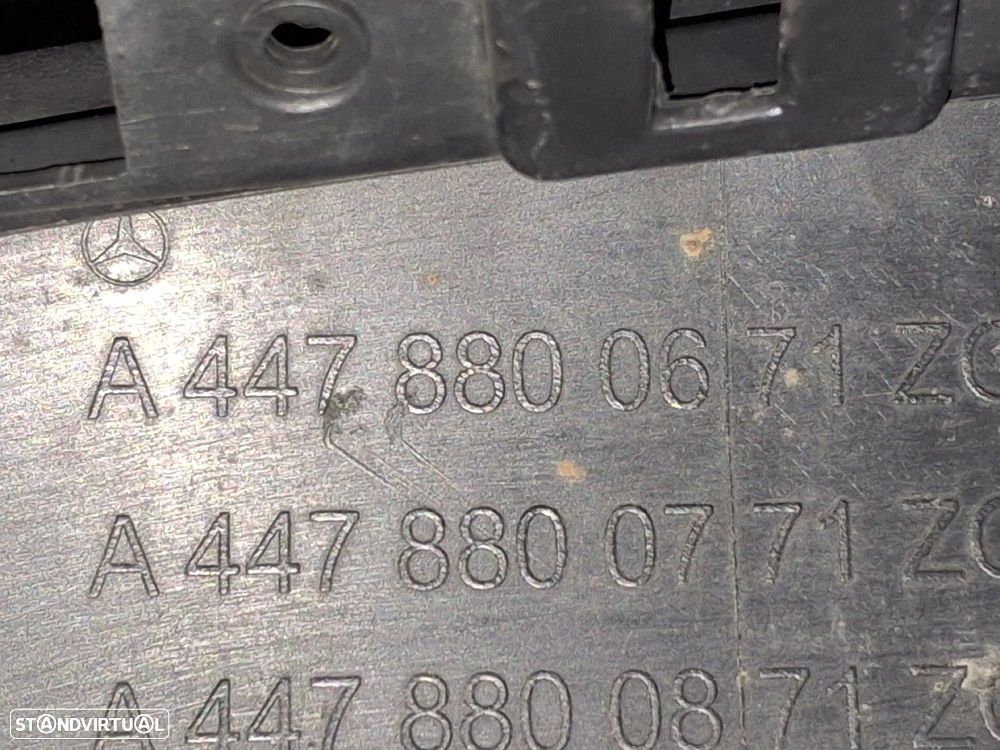 A 447 880 06 71 Z
A 447 880 07 71 Z
A 447 880 08 71 Z
STANDVIRTUAL